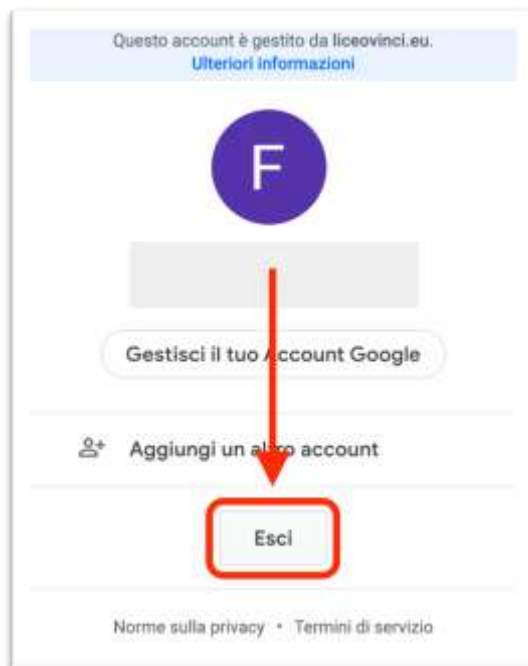 Questo account è gestito da liceovinci.eu.
Ulteriori informazioni
F
Gestisci il tuo Account Google
Aggiungi un altro account
Esci
Norme sulla privacy • Termini di servizio